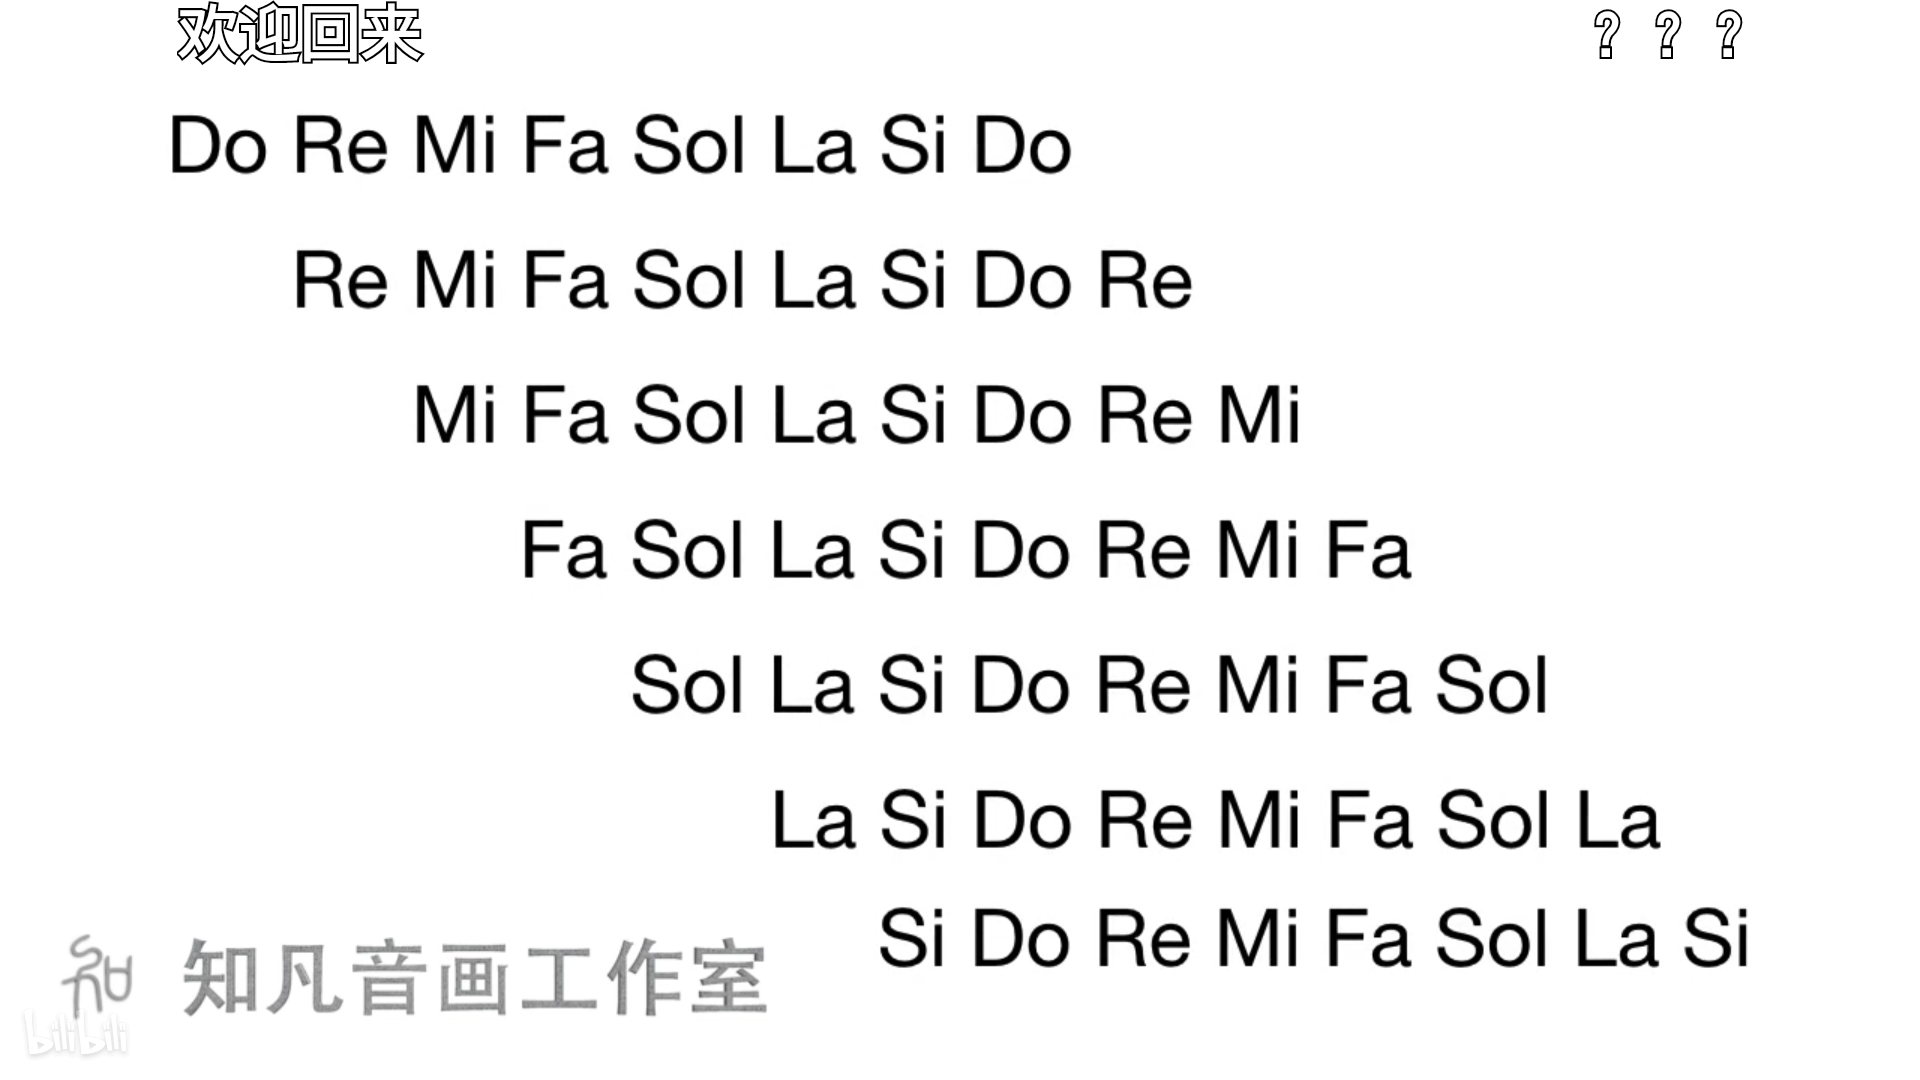 欢迎回来 ？？？
Do Re Mi Fa Sol La Si Do
Re Mi Fa Sol La Si Do Re
Mi Fa Sol La Si Do Re Mi
Fa Sol La Si Do Re Mi Fa
Sol La Si Do Re Mi Fa Sol
La Si Do Re Mi Fa Sol La
Si Do Re Mi Fa Sol La Si
知凡音画工作室
bilibili